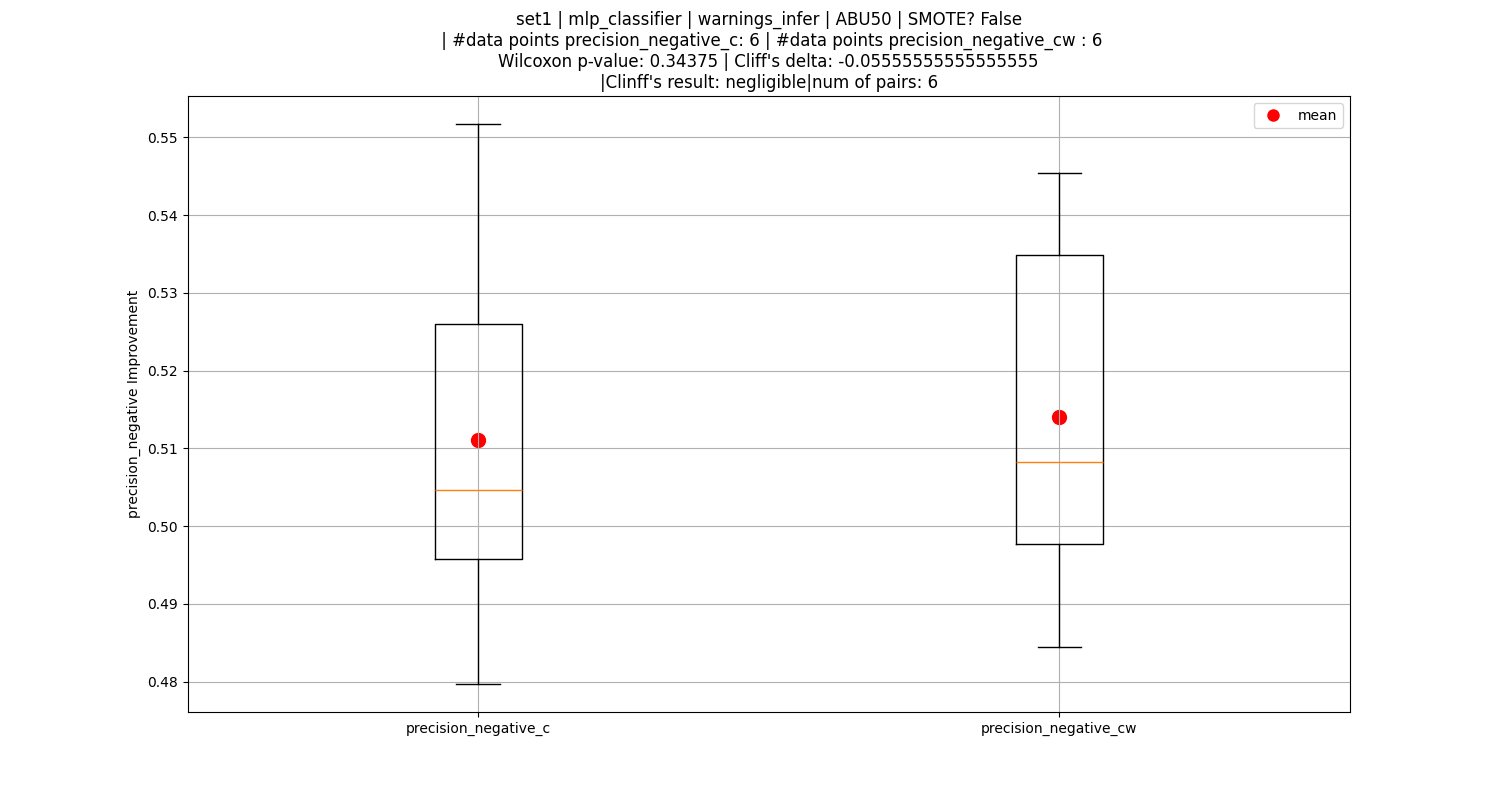 set1 | mlp_classifier | warnings_infer | ABU50 | SMOTE? False
| #data points precision_negative_c: 6 | #data points precision_negative_cw : 6
Wilcoxon p-value: 0.34375 | Cliff's delta: -0.05555555555555555
|Clinff's result: negligible|num of pairs: 6
mean
0.55
0.54
0.53
0.52
0.51
0.50
0.49
0.48
precision_negative Improvement
precision_negative_c
precision_negative_cw